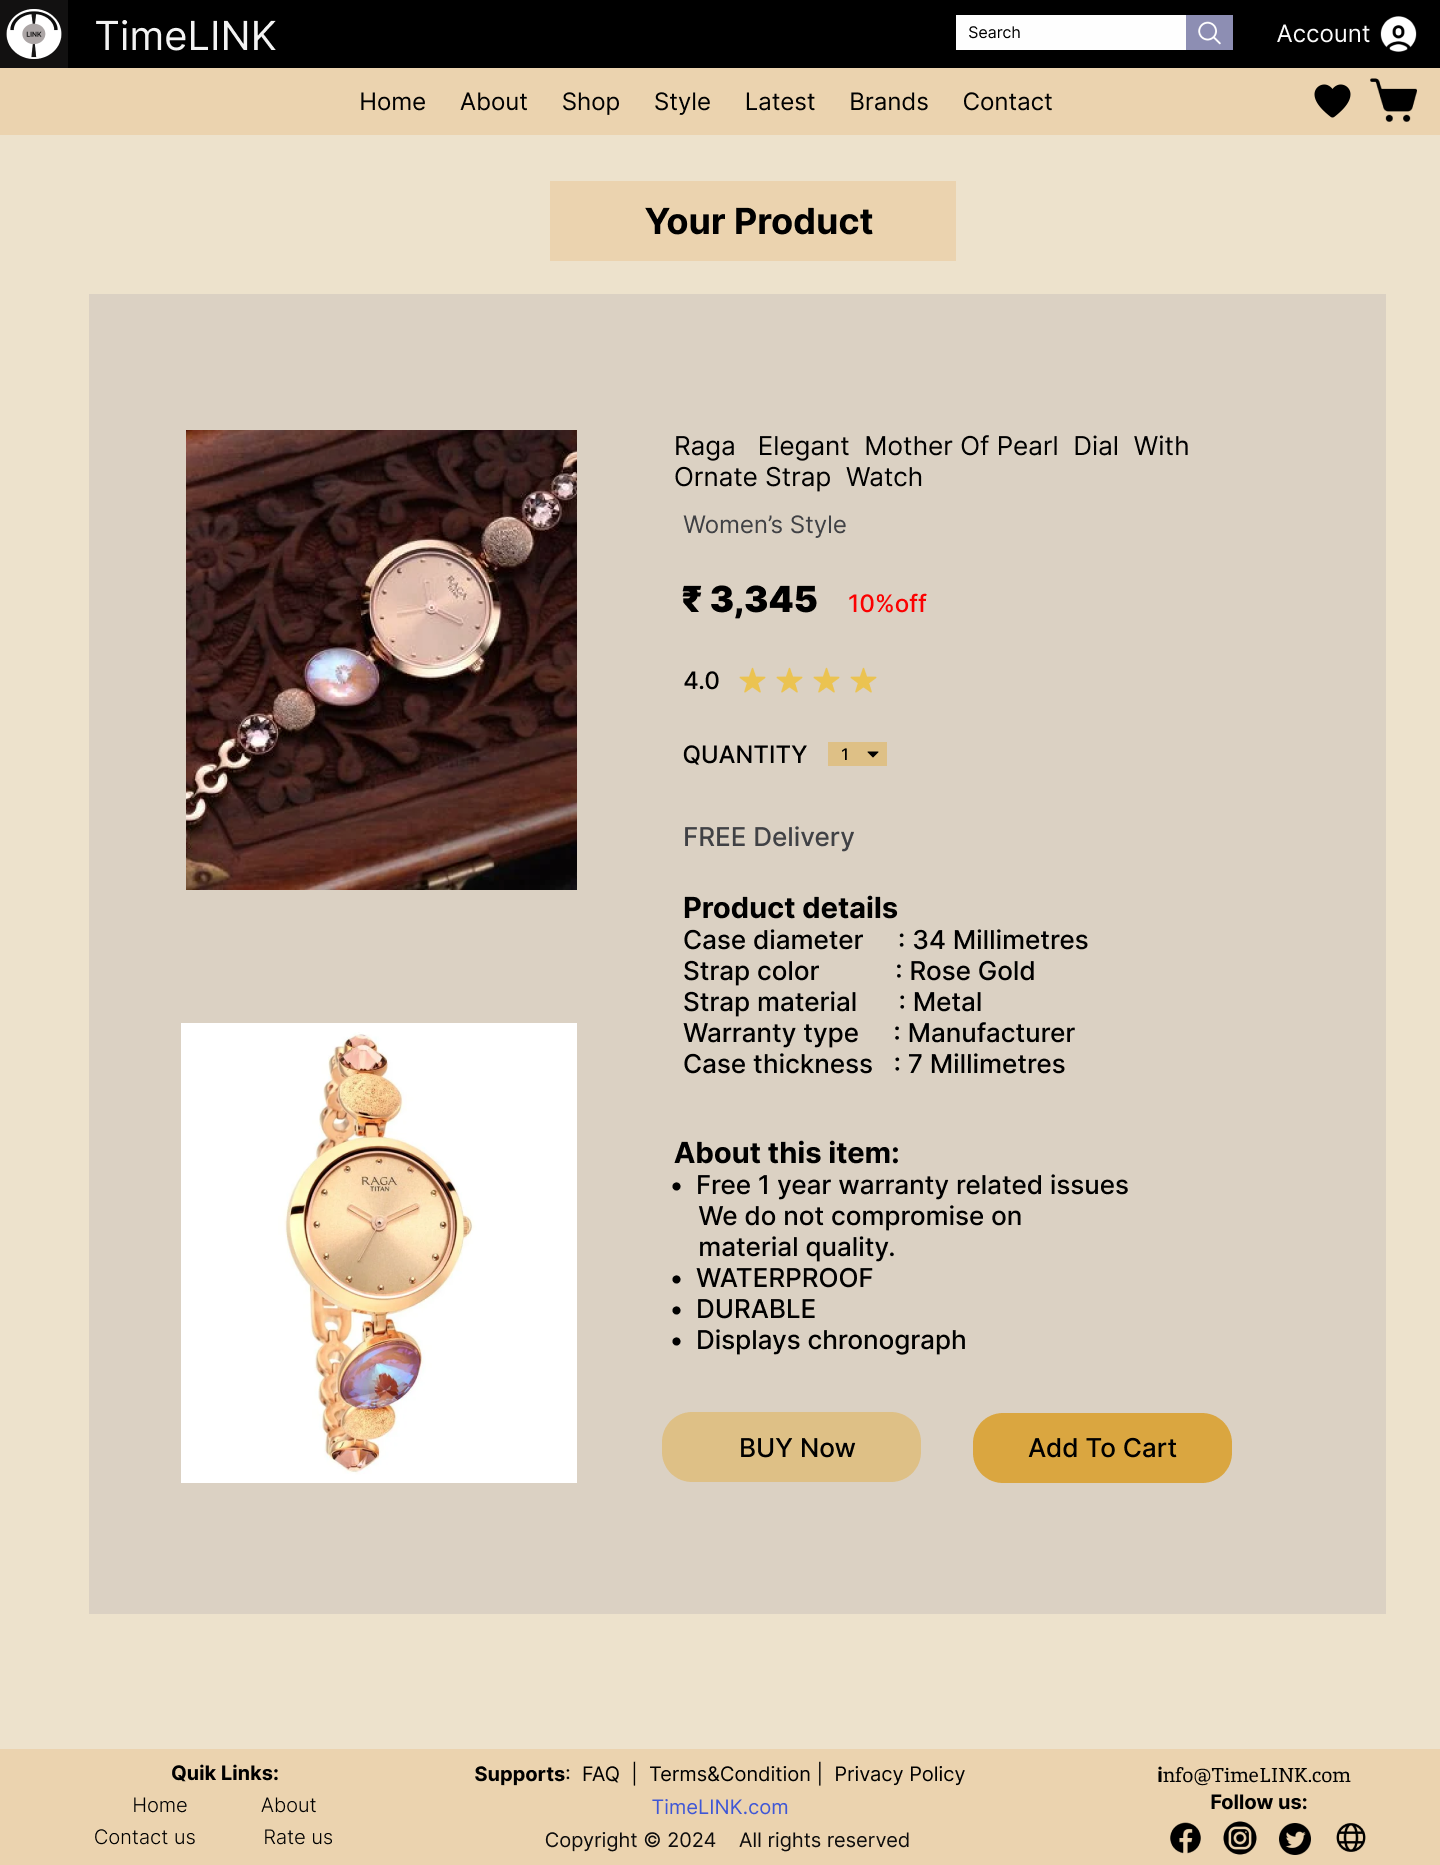 LINK
TimeLINK
Search
Account
Home About Shop Style Latest Brands Contact
Your Product
Raga Elegant Mother Of Pearl Dial With
Ornate Strap Watch
Women’s Style
₹ 3,345 10%off
4.0
QUANTITY 1
FREE Delivery
RAGA
TITAN
Product details
Case diameter : 34 Millimetres
Strap color : Rose Gold
Strap material : Metal
Warranty type : Manufacturer
Case thickness : 7 Millimetres
RAGA
TITAN
About this item:
• Free 1 year warranty related issues
We do not compromise on
material quality.
• WATERPROOF
• DURABLE
• Displays chronograph
BUY Now
Add To Cart
Quik Links:
Home About
Contact us Rate us
Supports: FAQ | Terms&Condition | Privacy Policy
TimeLINK.com
Copyright © 2024 All rights reserved
info@TimeLINK.com
Follow us: